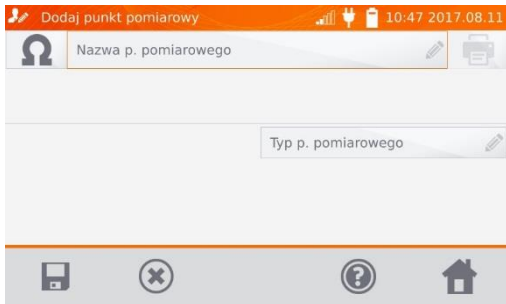 Dodaj punkt pomiarowy 10:47 2017.08.11
Ω Nazwa p. pomiarowego
Typ p. pomiarowego
?